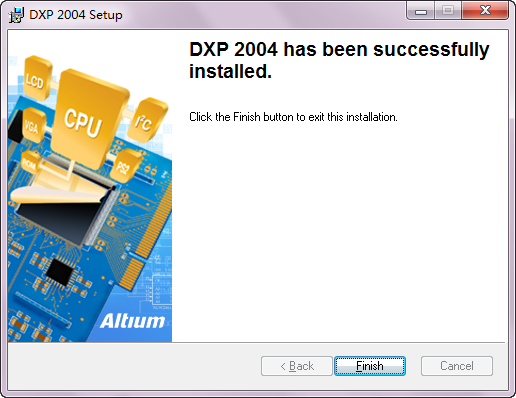 DXP 2004 Setup
DXP 2004 has been successfully
installed.
Click the Finish button to exit this installation.
LCD
CPU
I²C
VGA
PS2
Altium
< Back
Finish
Cancel